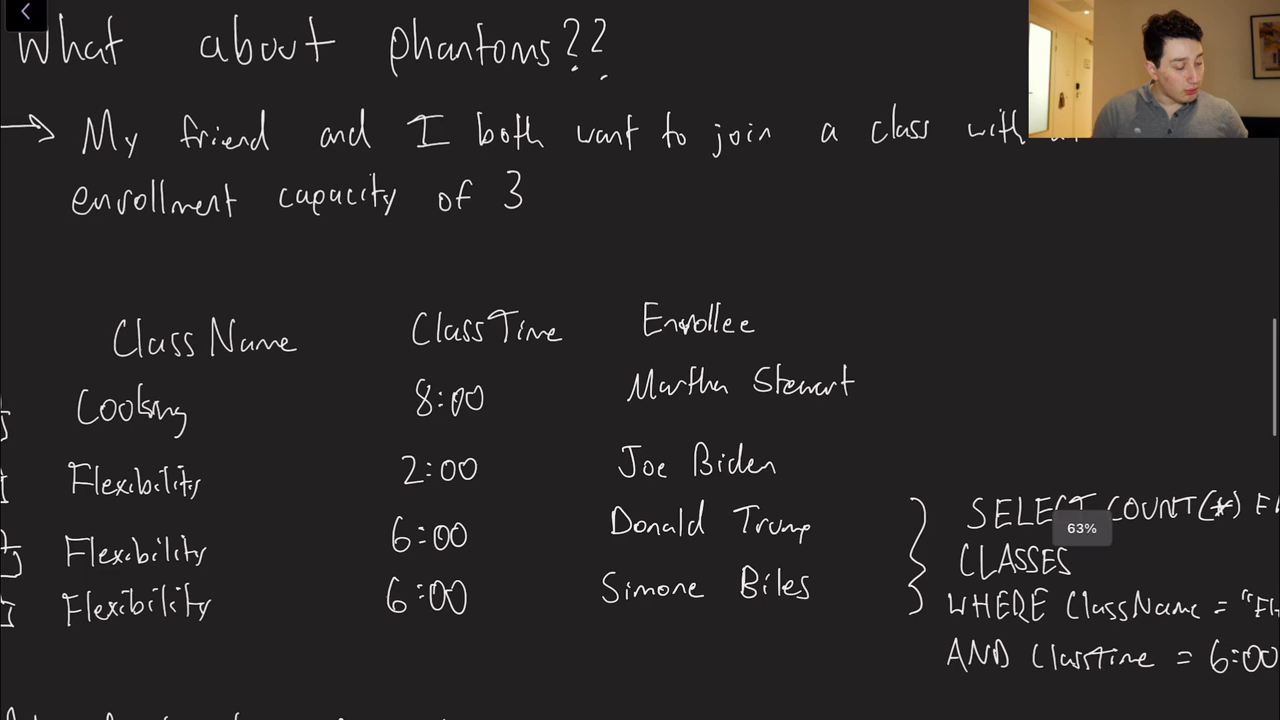 What about phantoms??
My friend and I both want to join a class with
enrollment capacity of 3
ClassName ClassTime Enrollee
Cooking 8:00 Martha Stewart
Flexibility 2:00 Joe Biden
Flexibility 6:00 Donald Trump
Flexibility 6:00 Simone Biles
SELECT COUNT(*)
63%
CLASSES
WHERE ClassName = "Fl
AND ClassTime = 6:00